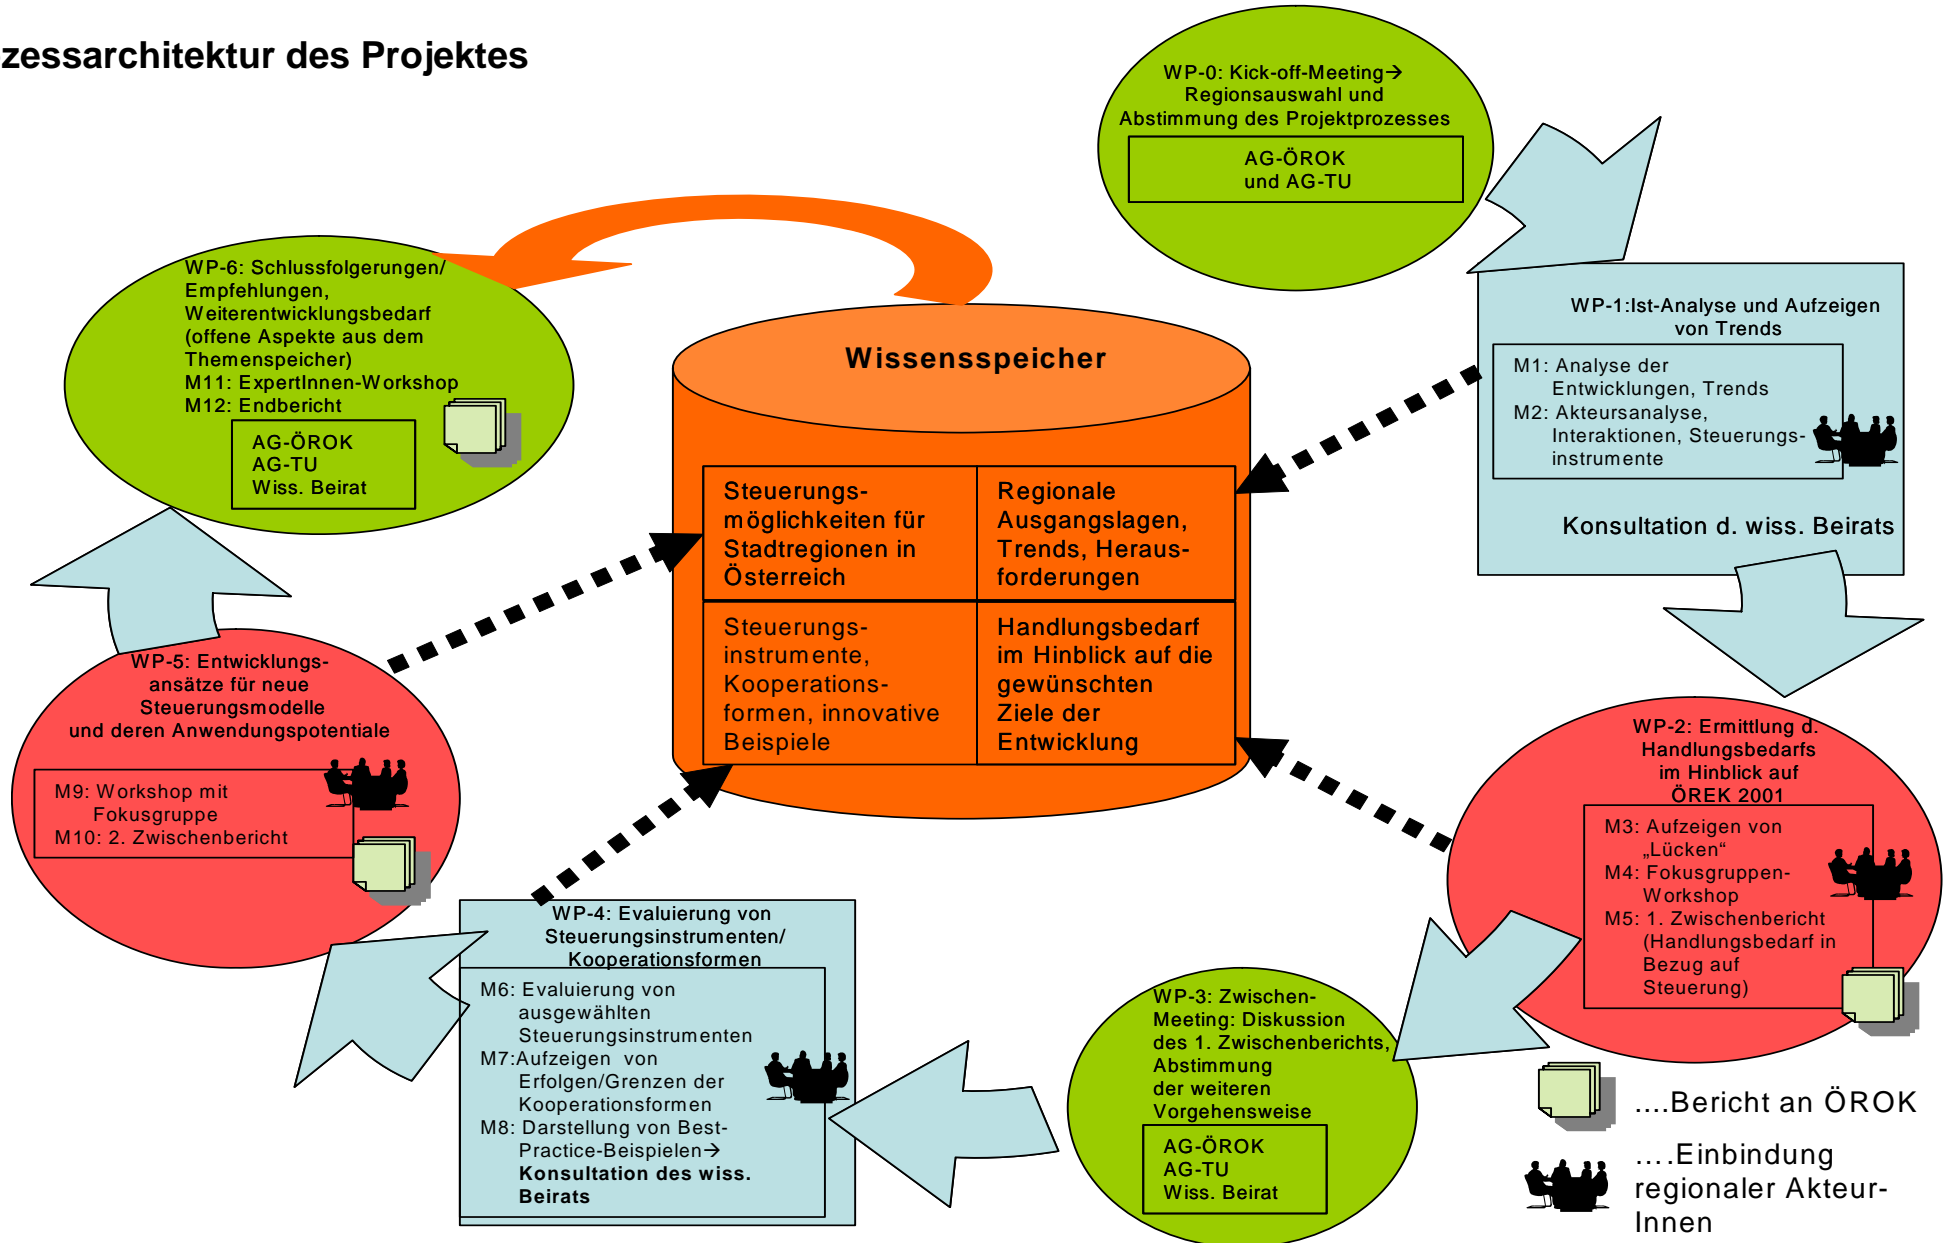 zessarchitektur des Projektes
WP-0: Kick-off-Meeting→
Regionsauswahl und
Abstimmung des Projektprozesses
AG-ÖROK
und AG-TU
WP-1:Ist-Analyse und Aufzeigen
von Trends
M1: Analyse der
Entwicklungen, Trends
M2: Akteursanalyse,
Interaktionen, Steuerungs-
instrumente
Konsultation d. wiss. Beirats
WP-2: Ermittlung d.
Handlungsbedarfs
im Hinblick auf
ÖREK 2001
M3: Aufzeigen von
„Lücken“
M4: Fokusgruppen-
Workshop
M5: 1. Zwischenbericht
(Handlungsbedarf in
Bezug auf
Steuerung)
WP-3: Zwischen-
Meeting: Diskussion
des 1. Zwischenberichts,
Abstimmung
der weiteren
Vorgehensweise
AG-ÖROK
AG-TU
Wiss. Beirat
WP-4: Evaluierung von
Steuerungsinstrumenten/
Kooperationsformen
M6: Evaluierung von
ausgewählten
Steuerungsinstrumenten
M7:Aufzeigen von
Erfolgen/Grenzen der
Kooperationsformen
M8: Darstellung von Best-
Practice-Beispielen→
Konsultation des wiss.
Beirats
WP-5: Entwicklungs-
ansätze für neue
Steuerungsmodelle
und deren Anwendungspotentiale
M9: Workshop mit
Fokusgruppe
M10: 2. Zwischenbericht
WP-6: Schlussfolgerungen/
Empfehlungen,
Weiterentwicklungsbedarf
(offene Aspekte aus dem
Themenspeicher)
M11: ExpertInnen-Workshop
M12: Endbericht
AG-ÖROK
AG-TU
Wiss. Beirat
Wissensspeicher
Steuerungs-
möglichkeiten für
Stadtregionen in
Österreich
Regionale
Ausgangslagen,
Trends, Heraus-
forderungen
Steuerungs-
instrumente,
Kooperations-
formen, innovative
Beispiele
Handlungsbedarf
im Hinblick auf die
gewünschten
Ziele der
Entwicklung
....Bericht an ÖROK
....Einbindung
regionaler Akteur-
Innen